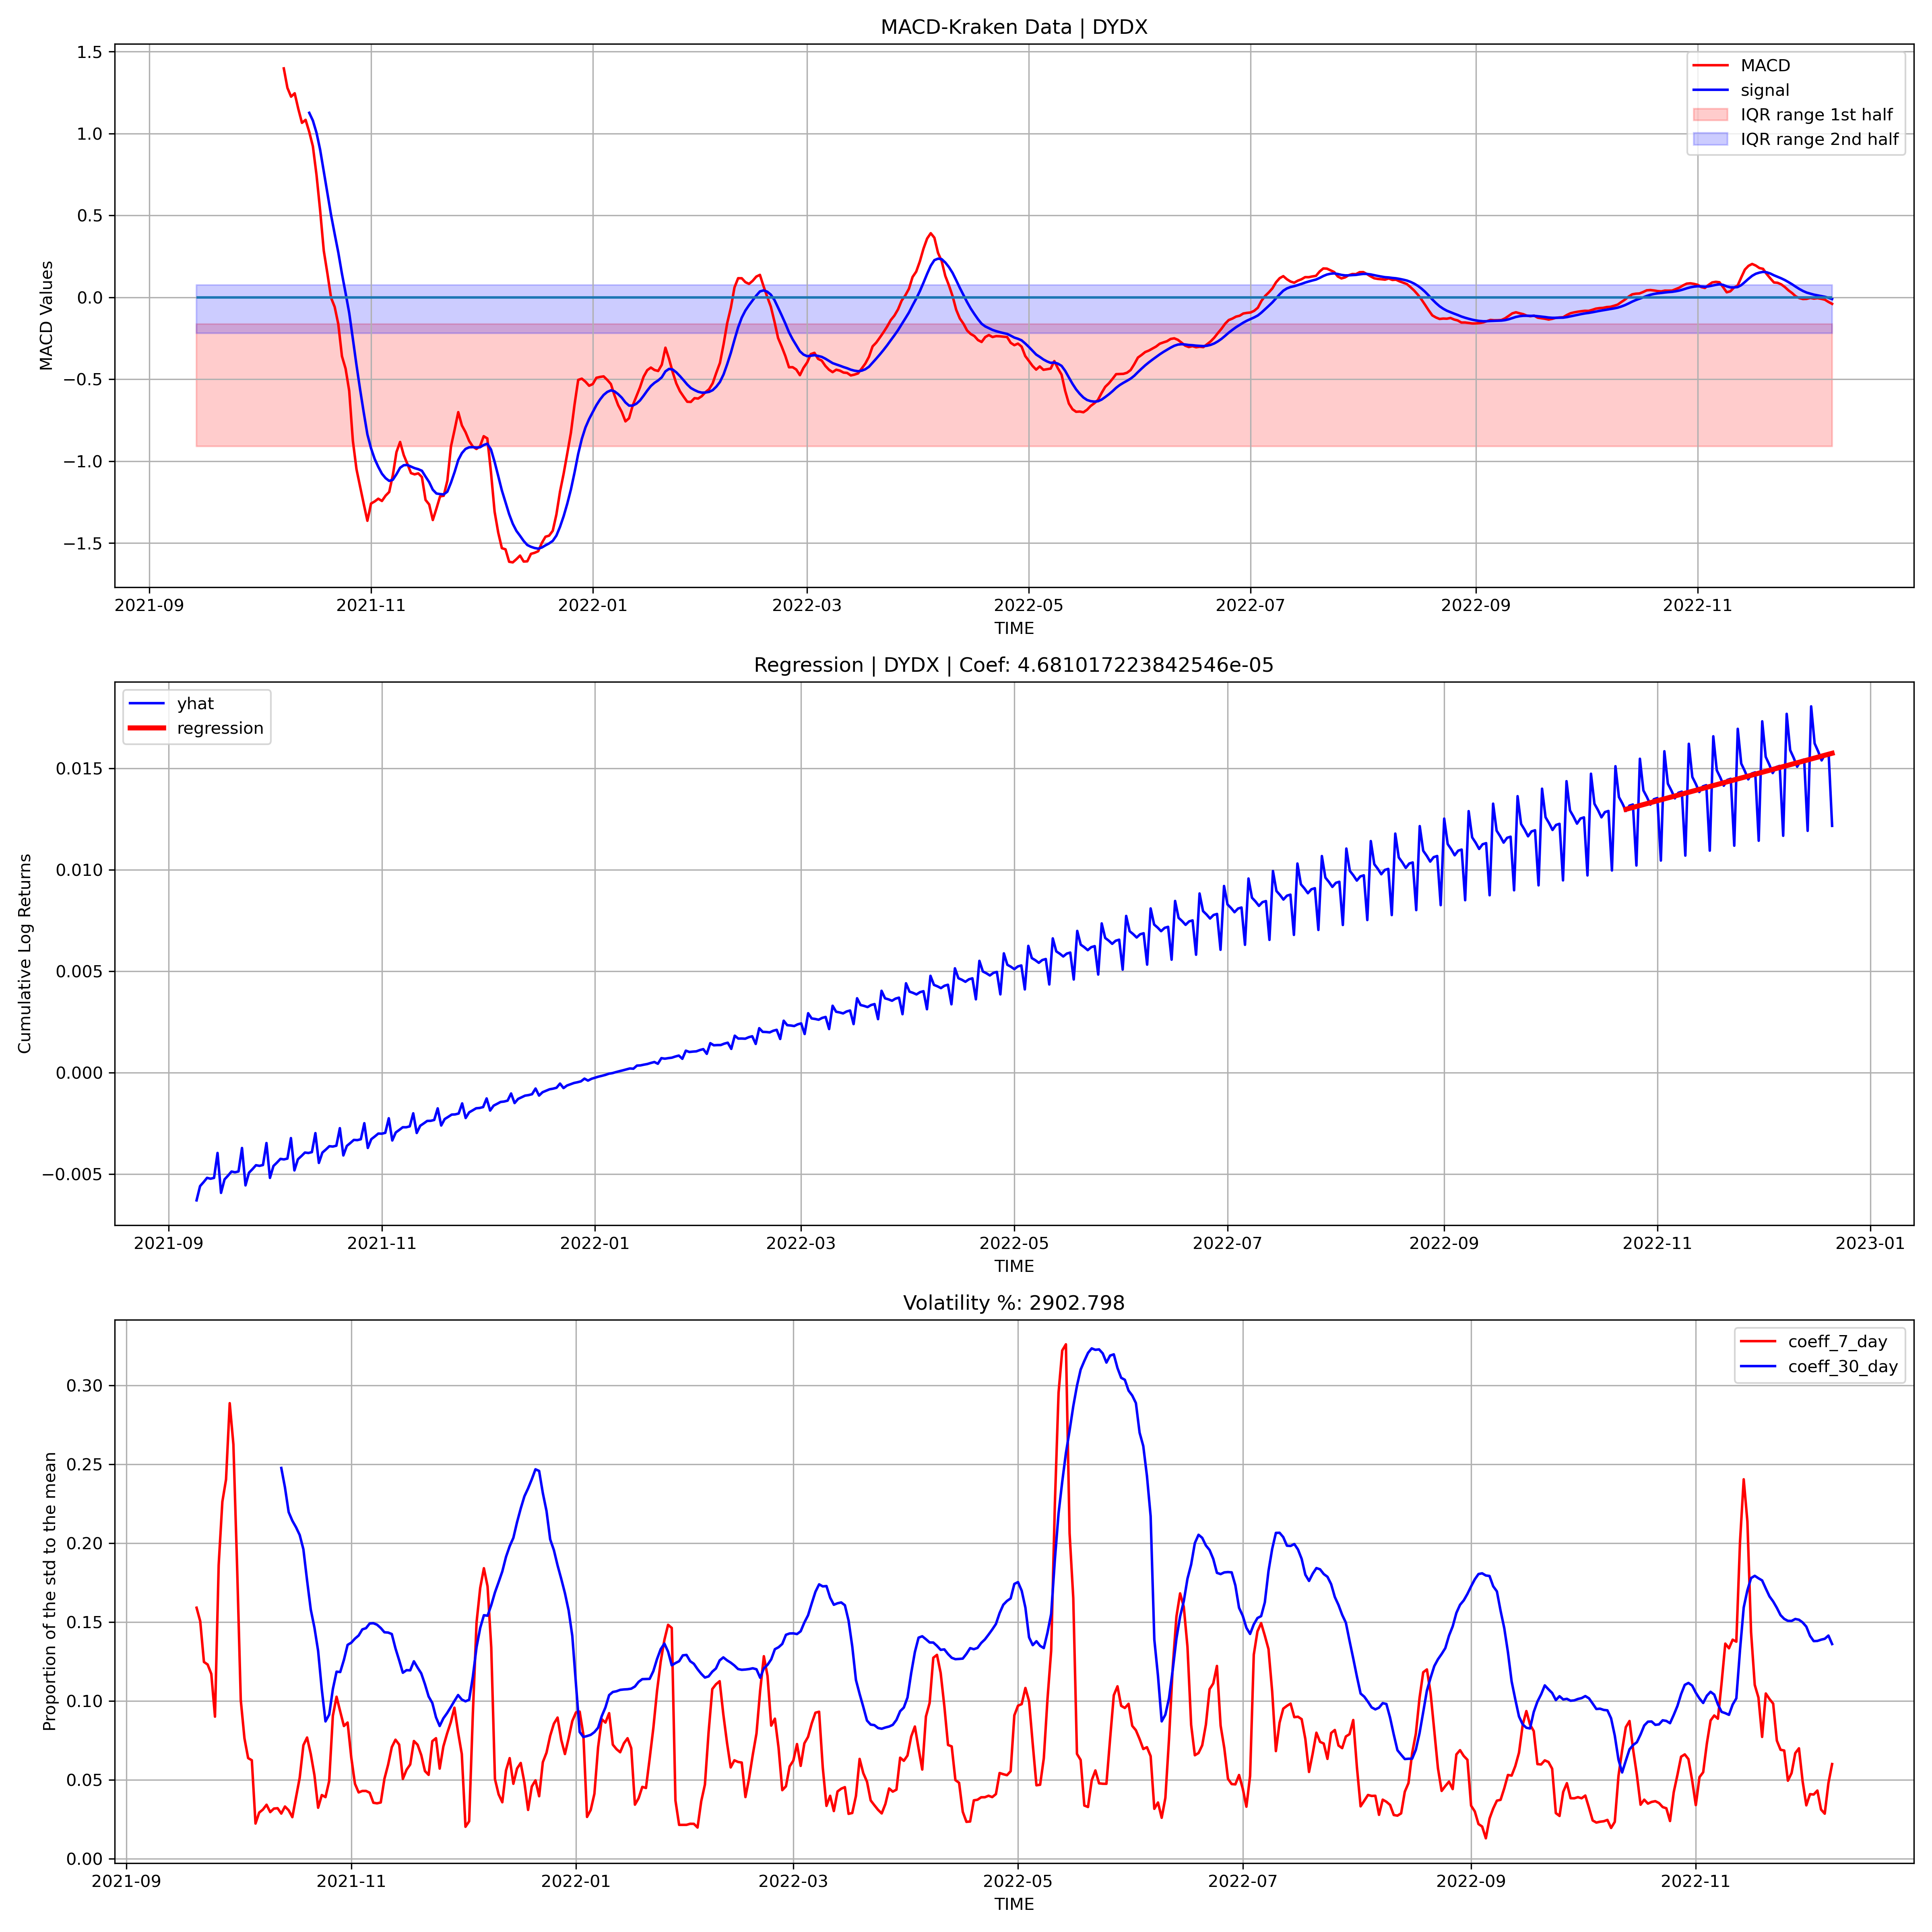 MACD-Kraken Data | DYDX
MACD
signal
IQR range 1st half
IQR range 2nd half
MACD Values
1.5
1.0
0.5
0.0
−0.5
−1.0
−1.5
2021-09 2021-11 2022-01 2022-03 2022-05 2022-07 2022-09 2022-11
TIME
Regression | DYDX | Coef: 4.681017223842546e-05
yhat
regression
Cumulative Log Returns
0.015
0.010
0.005
0.000
−0.005
2021-09 2021-11 2022-01 2022-03 2022-05 2022-07 2022-09 2022-11 2023-01
TIME
Volatility %: 2902.798
coeff_7_day
coeff_30_day
Proportion of the std to the mean
0.30
0.25
0.20
0.15
0.10
0.05
0.00
2021-09 2021-11 2022-01 2022-03 2022-05 2022-07 2022-09 2022-11
TIME